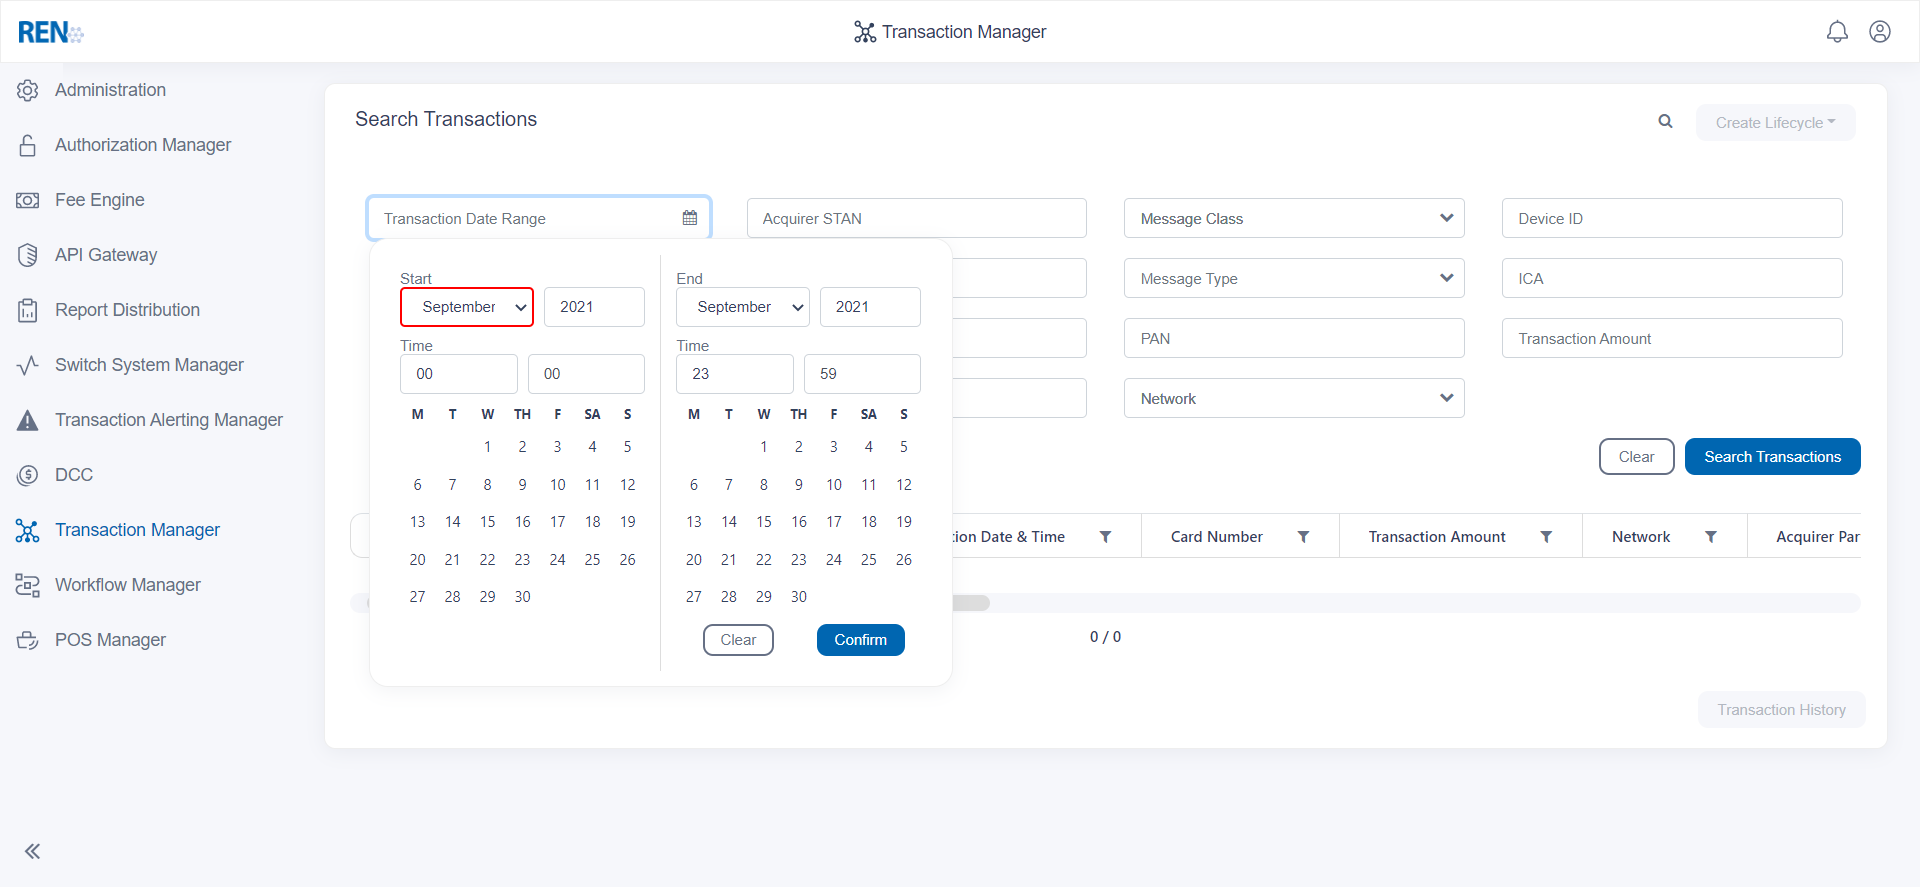 REN
Transaction Manager
Administration
Authorization Manager
Fee Engine
API Gateway
Report Distribution
Switch System Manager
Transaction Alerting Manager
DCC
Transaction Manager
Workflow Manager
POS Manager
Search Transactions
Create Lifecycle
Transaction Date Range
Acquirer STAN
Message Class
Device ID
Message Type
ICA
PAN
Transaction Amount
Network
Clear
Search Transactions
Start
September 2021
Time
00 00
M T W TH F SA S
1 2 3 4 5
6 7 8 9 10 11 12
13 14 15 16 17 18 19
20 21 22 23 24 25 26
27 28 29 30
End
September 2021
Time
23 59
M T W TH F SA S
1 2 3 4 5
6 7 8 9 10 11 12
13 14 15 16 17 18 19
20 21 22 23 24 25 26
27 28 29 30
Clear
Confirm
tion Date & Time Card Number Transaction Amount Network Acquirer Par
0 / 0
Transaction History